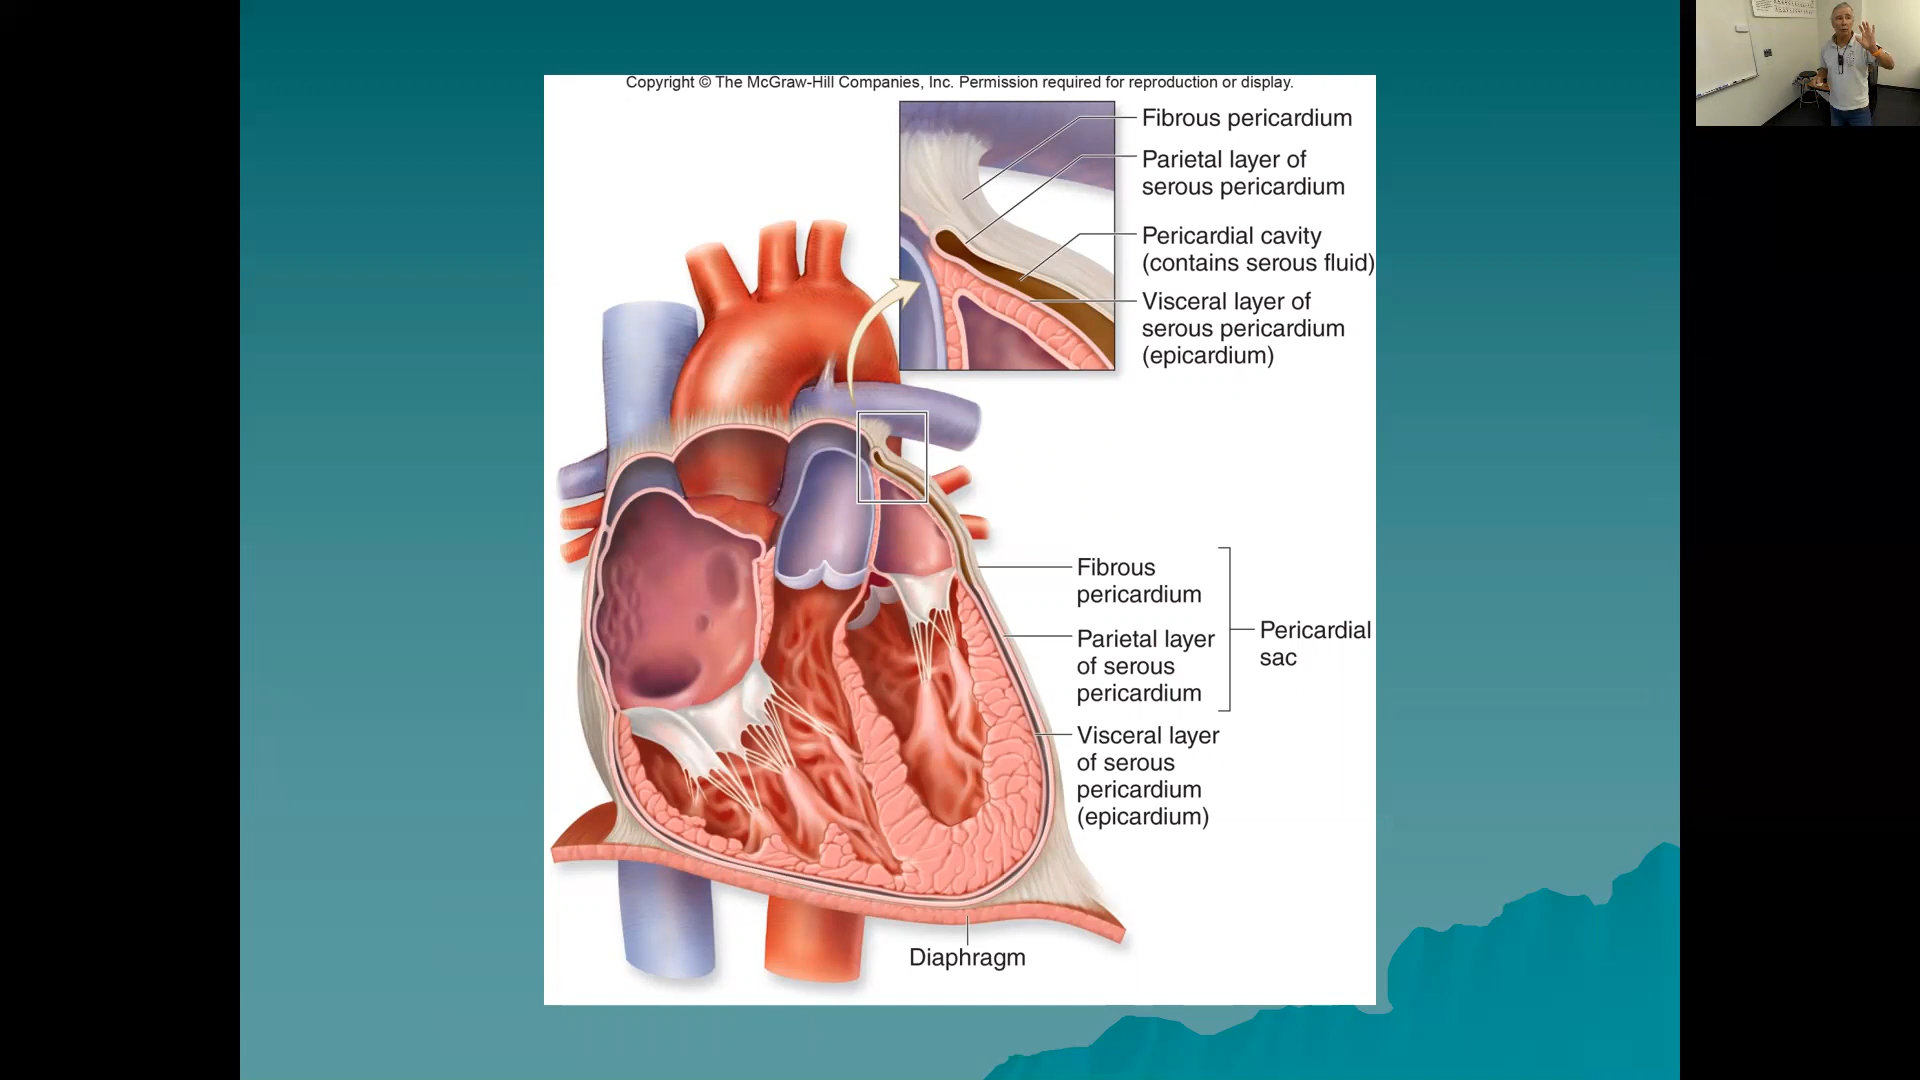 Copyright © The McGraw-Hill Companies, Inc. Permission required for reproduction or display.
Fibrous pericardium
Parietal layer of
serous pericardium
Pericardial cavity
(contains serous fluid)
Visceral layer of
serous pericardium
(epicardium)
Fibrous
pericardium
Parietal layer
of serous
pericardium
Pericardial
sac
Visceral layer
of serous
pericardium
(epicardium)
Diaphragm